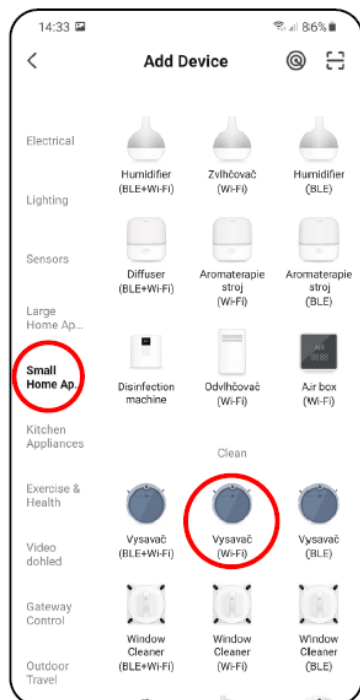 14:33 86%
Add Device
Electrical
Lighting
Sensors
Large
Home Ap...
Small
Home Ap..
Kitchen
Appliances
Exercise &
Health
Video
dohled
Gateway
Control
Outdoor
Travel
Humidifier
(BLE+Wi-Fi)
Zvlhčovač
(Wi-Fi)
Humidifier
(BLE)
Diffuser
(BLE+Wi-Fi)
Aromaterapie
stroj
(Wi-Fi)
Aromaterapie
stroj
(BLE)
Disinfection
machine
Odvlhčovač
(Wi-Fi)
Air box
(Wi-Fi)
Clean
Vysavač
(BLE+Wi-Fi)
Vysavač
(Wi-Fi)
Vysavač
(BLE)
Window
Cleaner
(BLE+Wi-Fi)
Window
Cleaner
(Wi-Fi)
Window
Cleaner
(BLE)